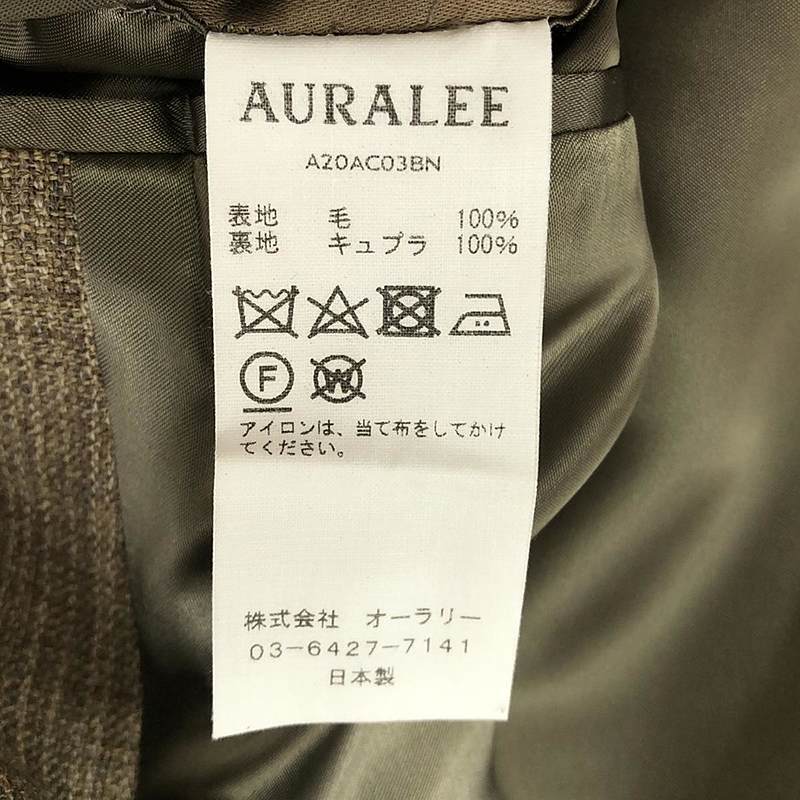 AURALEE
A20AC03BN
表地 毛 100%
裏地 キュプラ 100%
F W
アイロンは、当て布をしてかけ
てください。
株式会社 オーラリー
03-6427-7141
日本製